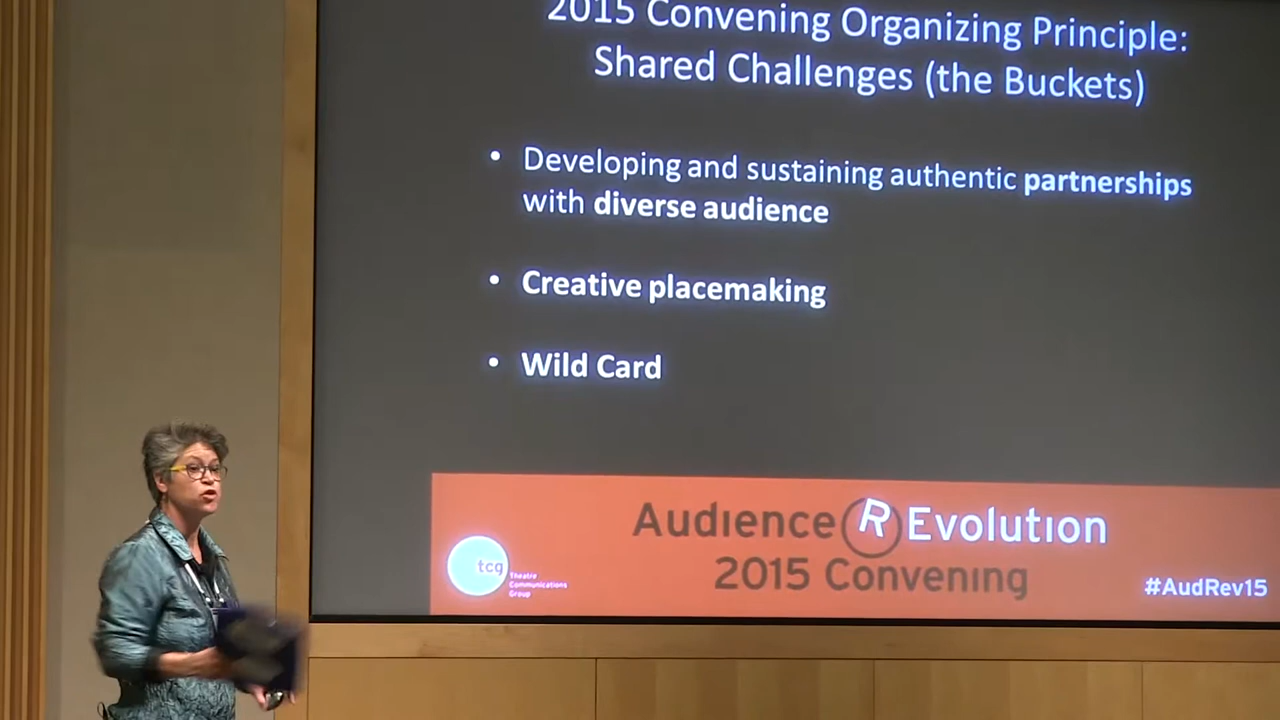 2015 Convening Organizing Principle:
Shared Challenges (the Buckets)
• Developing and sustaining authentic partnerships
with diverse audience
• Creative placemaking
• Wild Card
Audience R Evolution
2015 Convening
tcg
Theatre
Communications
Group
#AudRev15